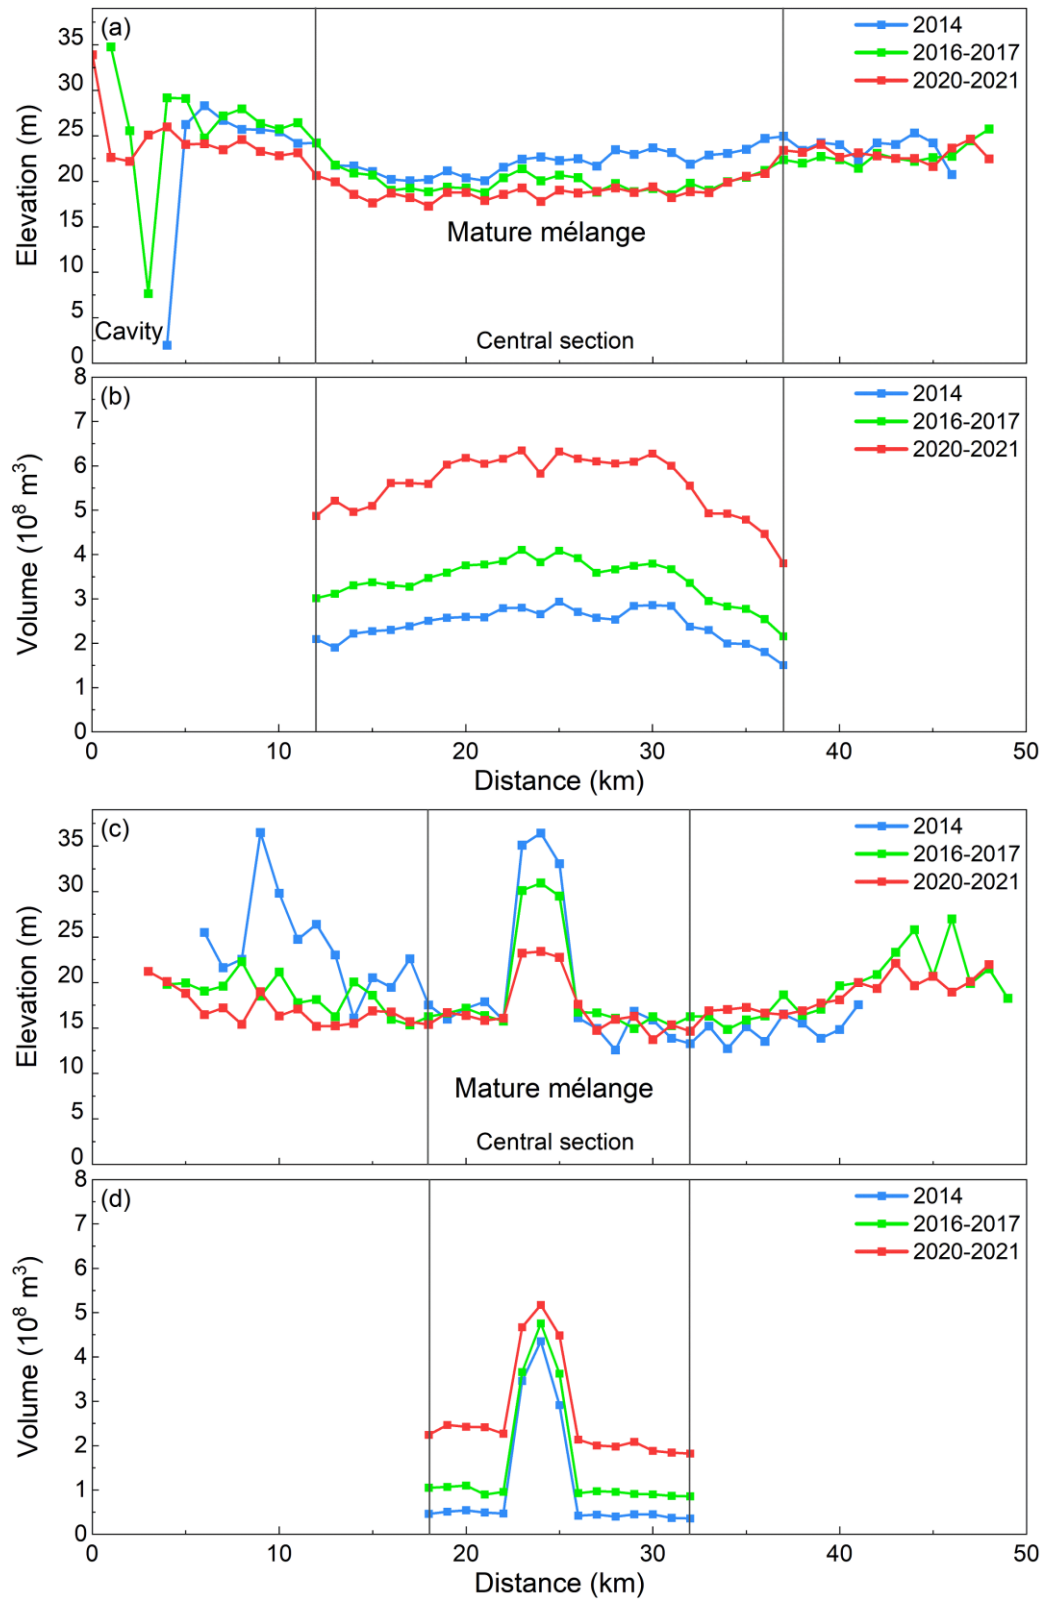 (a)
2014
2016-2017
2020-2021
35
30
25
20
15
10
5
0
Elevation (m)
Mature mélange
Cavity
Central section
(b)
2014
2016-2017
2020-2021
8
7
6
5
4
3
2
1
0
Volume (10⁸ m³)
0 10 20 30 40 50
Distance (km)
(c)
2014
2016-2017
2020-2021
35
30
25
20
15
10
5
0
Elevation (m)
Mature mélange
Central section
(d)
2014
2016-2017
2020-2021
8
7
6
5
4
3
2
1
0
Volume (10⁸ m³)
0 10 20 30 40 50
Distance (km)